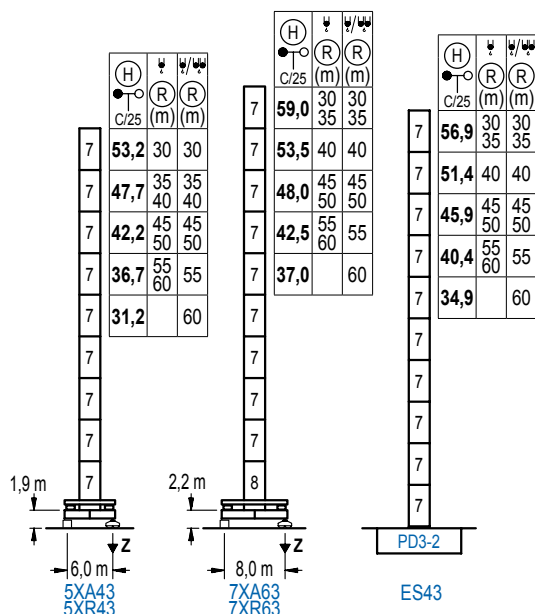 H
C/25
R (m)
R (m)
53,2 30 30
47,7 35 40 35 40
42,2 45 50 45 50
36,7 55 60 55
31,2 60
7
7
7
7
7
7
7
7
7
1,9 m
Z
6,0 m
5XA43
5XR43
H
C/25
R (m)
R (m)
59,0 30 35 30 35
53,5 40 40
48,0 45 50 45 50
42,5 55 60 55
37,0 60
7
7
7
7
7
7
7
7
7
8
2,2 m
Z
8,0 m
7XA63
7XR63
H
C/25
R (m)
R (m)
56,9 30 35 30 35
51,4 40 40
45,9 45 50 45 50
40,4 55 60 55
34,9 60
7
7
7
7
7
7
7
7
7
7
PD3-2
ES43